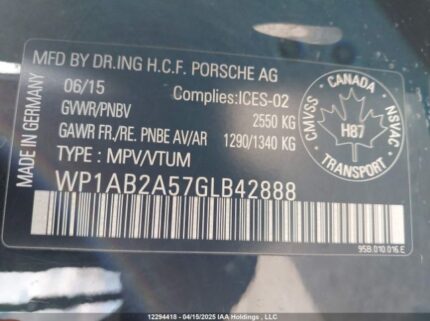 MFD BY DR.ING H.C.F. PORSCHE AG
06/15
Complies:ICES-02
GVWR/PNBV 2550 KG
GAWR FR./RE. PNBE AV/AR 1290/1340 KG
TYPE : MPV/VTUM
WP1AB2A57GLB42888
MADE IN GERMANY
CANADA
CMVSS
NSVAC
H87
TRANSPORT
95B.010.016.E
12294418 - 04/15/2025 IAA Holdings , LLC